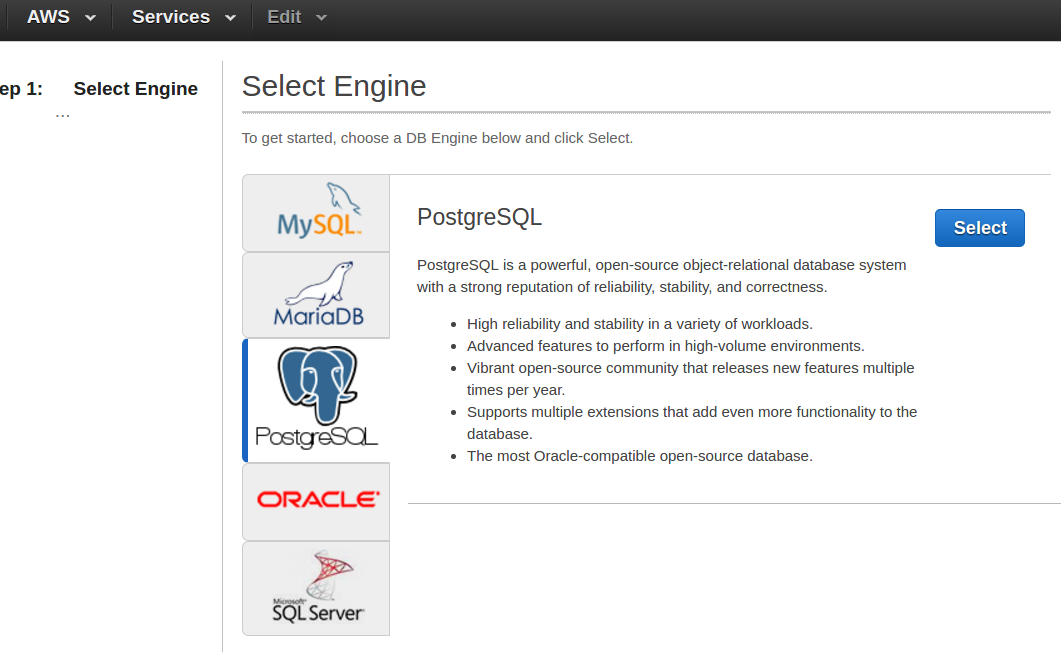 AWS Services Edit
ep 1: Select Engine
...
Select Engine
To get started, choose a DB Engine below and click Select.
MySQL™
MariaDB
PostgreSQL
ORACLE
Microsoft®
SQL Server
PostgreSQL
Select
PostgreSQL is a powerful, open-source object-relational database system
with a strong reputation of reliability, stability, and correctness.
• High reliability and stability in a variety of workloads.
• Advanced features to perform in high-volume environments.
• Vibrant open-source community that releases new features multiple
times per year.
• Supports multiple extensions that add even more functionality to the
database.
• The most Oracle-compatible open-source database.